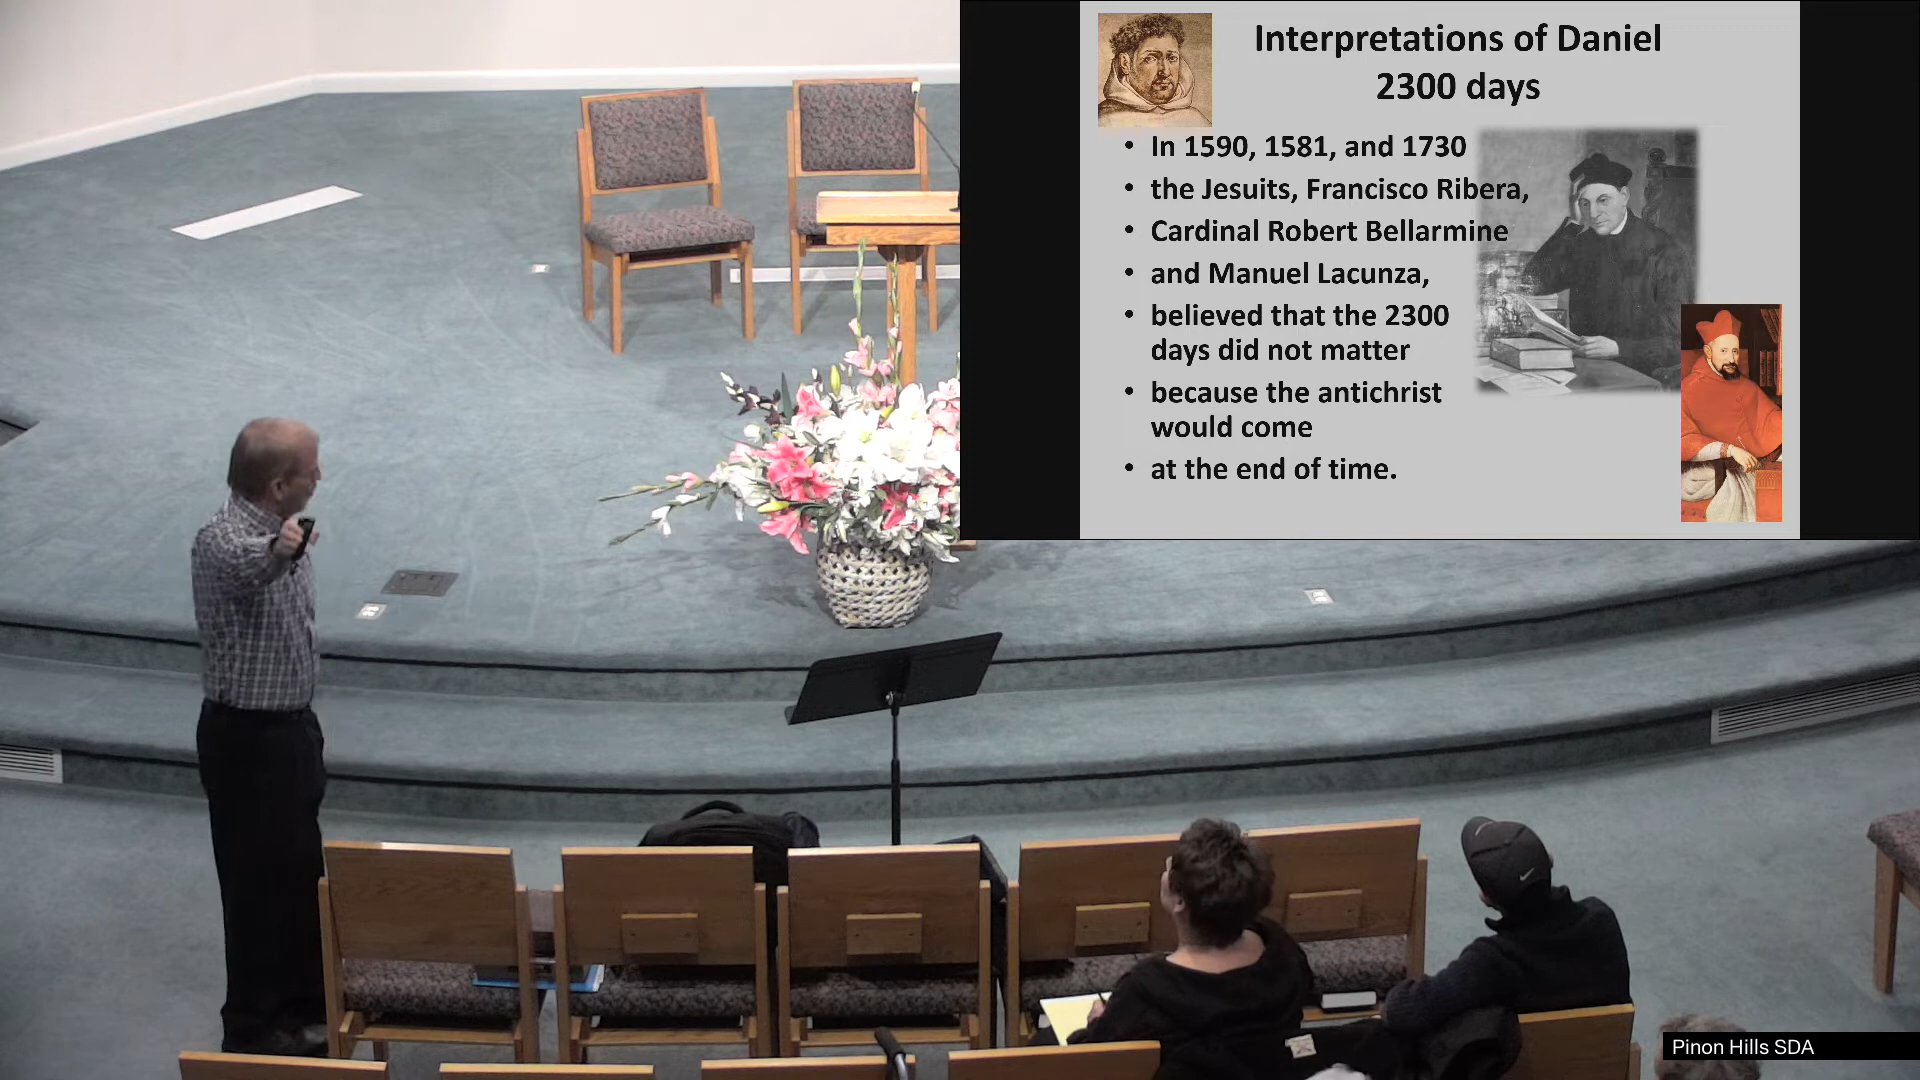 Interpretations of Daniel
2300 days
• In 1590, 1581, and 1730
• the Jesuits, Francisco Ribera,
• Cardinal Robert Bellarmine
• and Manuel Lacunza,
• believed that the 2300
days did not matter
• because the antichrist
would come
• at the end of time.
Pinon Hills SDA